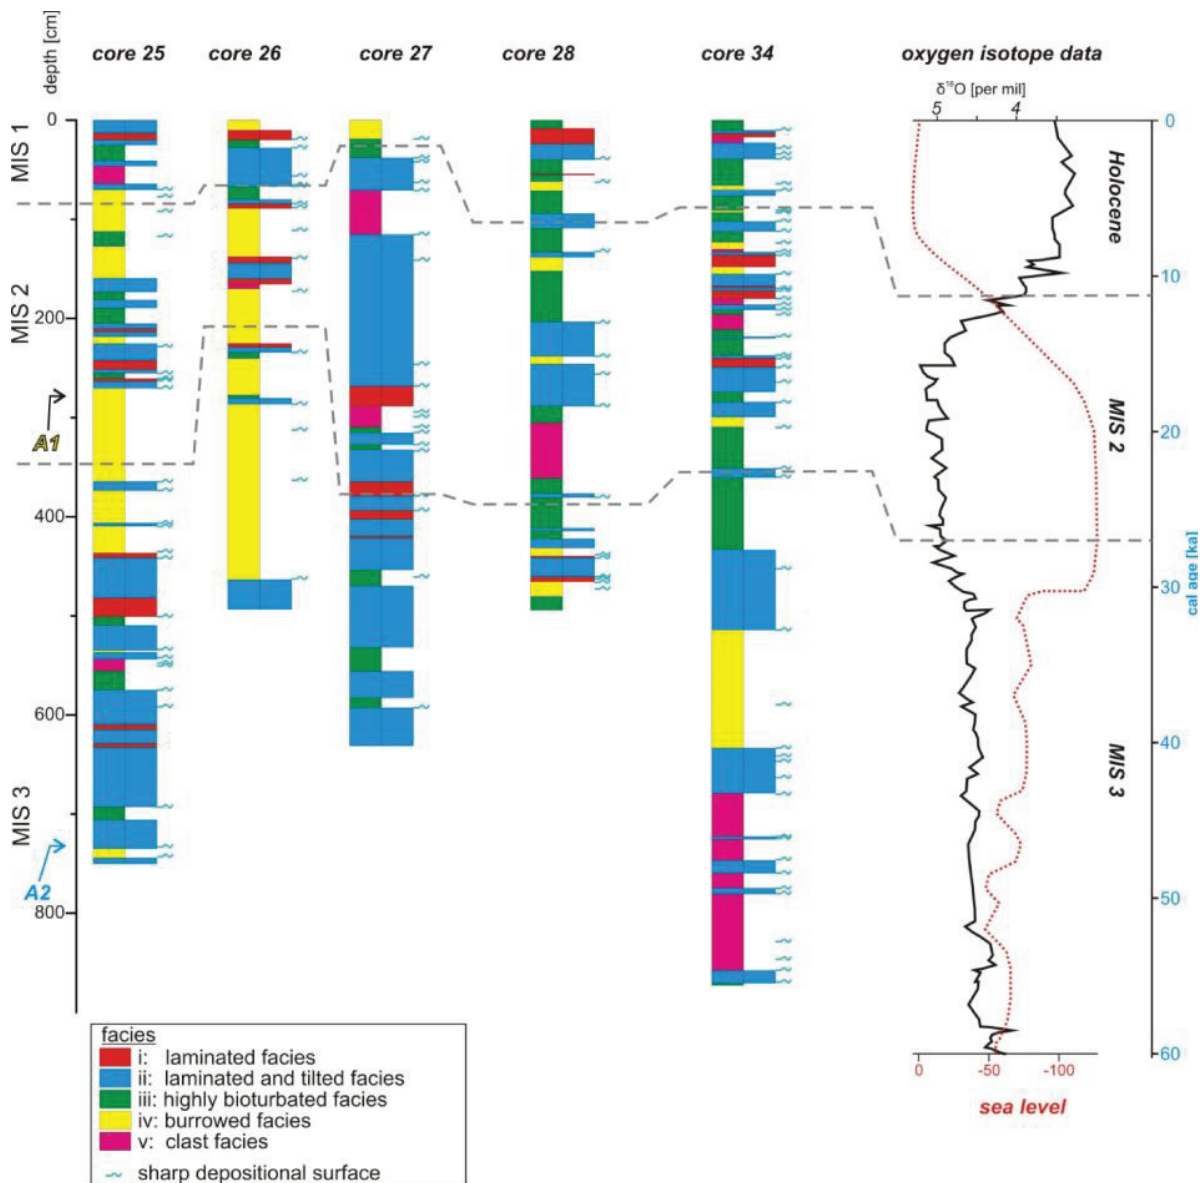 depth [cm]
core 25
core 26
core 27
core 28
core 34
oxygen isotope data
δ¹⁸O [per mil]
5
4
0
200
400
600
800
MIS 1
MIS 2
MIS 3
A1
A2
Holocene
MIS 2
MIS 3
0
10
20
30
40
50
60
cal age [ka]
0
-50
-100
sea level
facies
i: laminated facies
ii: laminated and tilted facies
iii: highly bioturbated facies
iv: burrowed facies
v: clast facies
sharp depositional surface